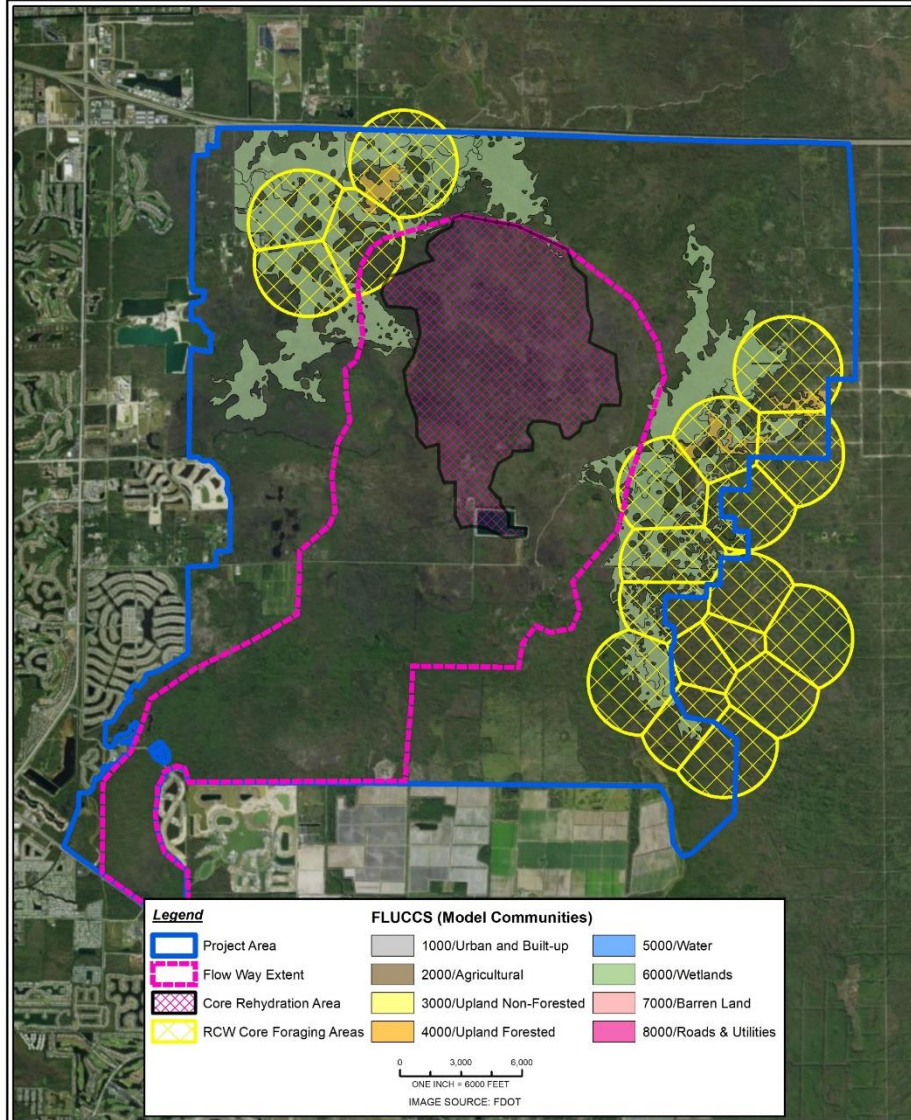 Legend
Project Area
Flow Way Extent
Core Rehydration Area
RCW Core Foraging Areas
FLUCCS (Model Communities)
1000/Urban and Built-up
2000/Agricultural
3000/Upland Non-Forested
4000/Upland Forested
5000/Water
6000/Wetlands
7000/Barren Land
8000/Roads & Utilities
0 3,000 6,000
ONE INCH = 6000 FEET
IMAGE SOURCE: FDOT